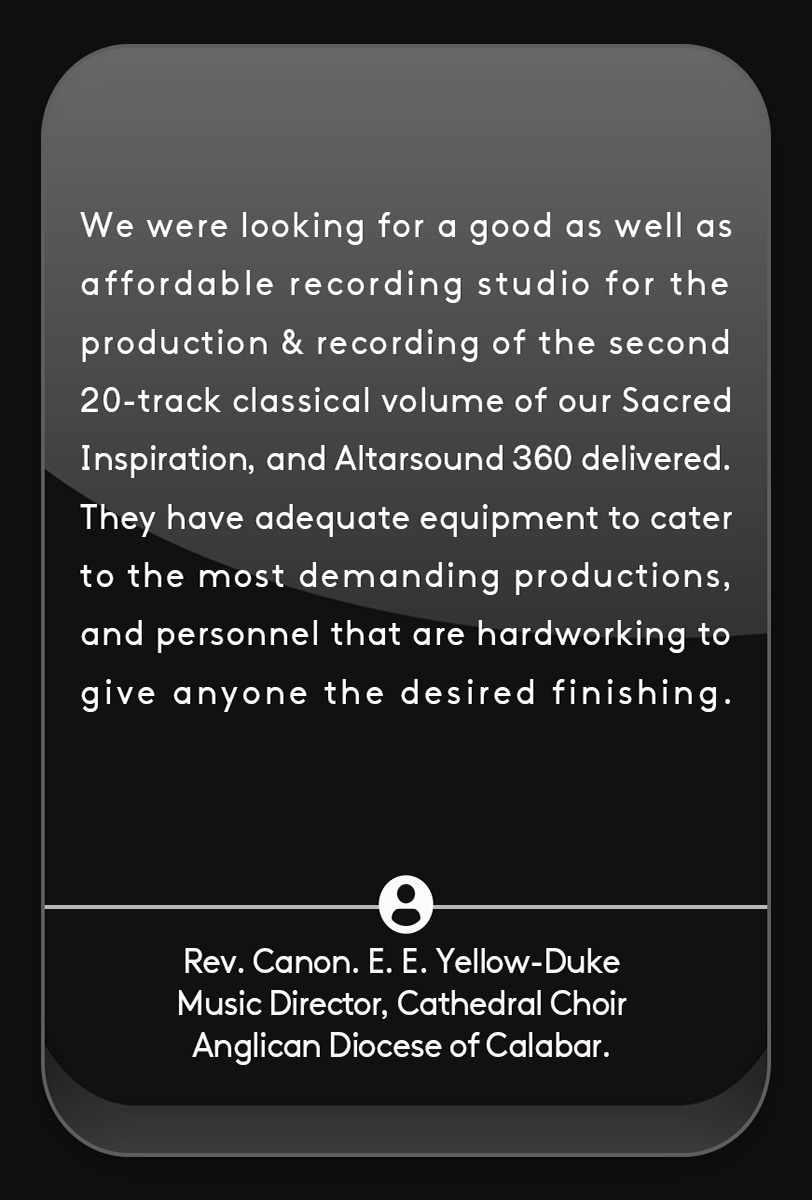 We were looking for a good as well as
affordable recording studio for the
production & recording of the second
20-track classical volume of our Sacred
Inspiration, and Altarsound 360 delivered.
They have adequate equipment to cater
to the most demanding productions,
and personnel that are hardworking to
give anyone the desired finishing.
Rev. Canon. E. E. Yellow-Duke
Music Director, Cathedral Choir
Anglican Diocese of Calabar.